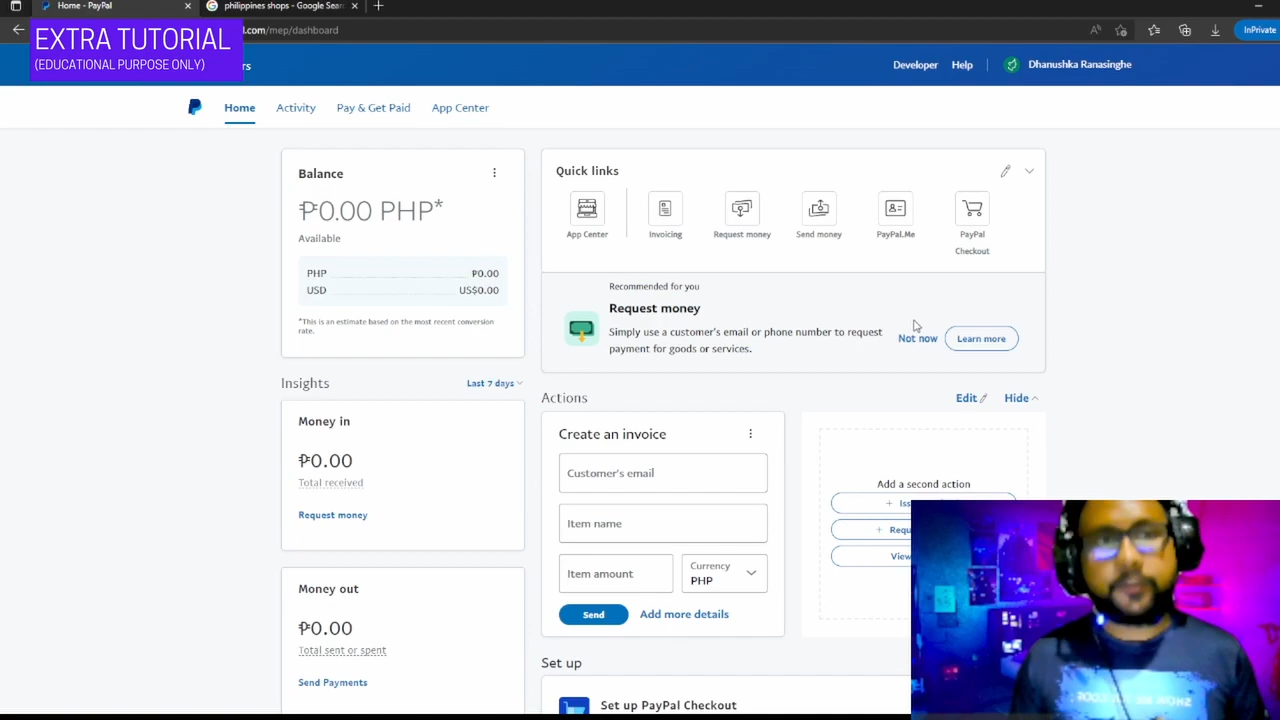 Home - PayPal
philippines shops - Google Sear
EXTRA TUTORIAL
(EDUCATIONAL PURPOSE ONLY)
l.com/mep/dashboard
InPrivate
rs
Developer
Help
Dhanushka Ranasinghe
Home
Activity
Pay & Get Paid
App Center
Balance
₱0.00 PHP*
Available
PHP ₱0.00
USD US$0.00
*This is an estimate based on the most recent conversion
rate.
Quick links
App Center
Invoicing
Request money
Send money
PayPal.Me
PayPal
Checkout
Recommended for you
Request money
Simply use a customer's email or phone number to request
payment for goods or services.
Not now
Learn more
Insights
Last 7 days
Money in
₱0.00
Total received
Request money
Money out
₱0.00
Total sent or spent
Send Payments
Actions
Edit
Hide
Create an invoice
Customer's email
Item name
Item amount
Currency
PHP
Send
Add more details
Add a second action
+ Iss
+ Requ
View
Set up
Set up PayPal Checkout